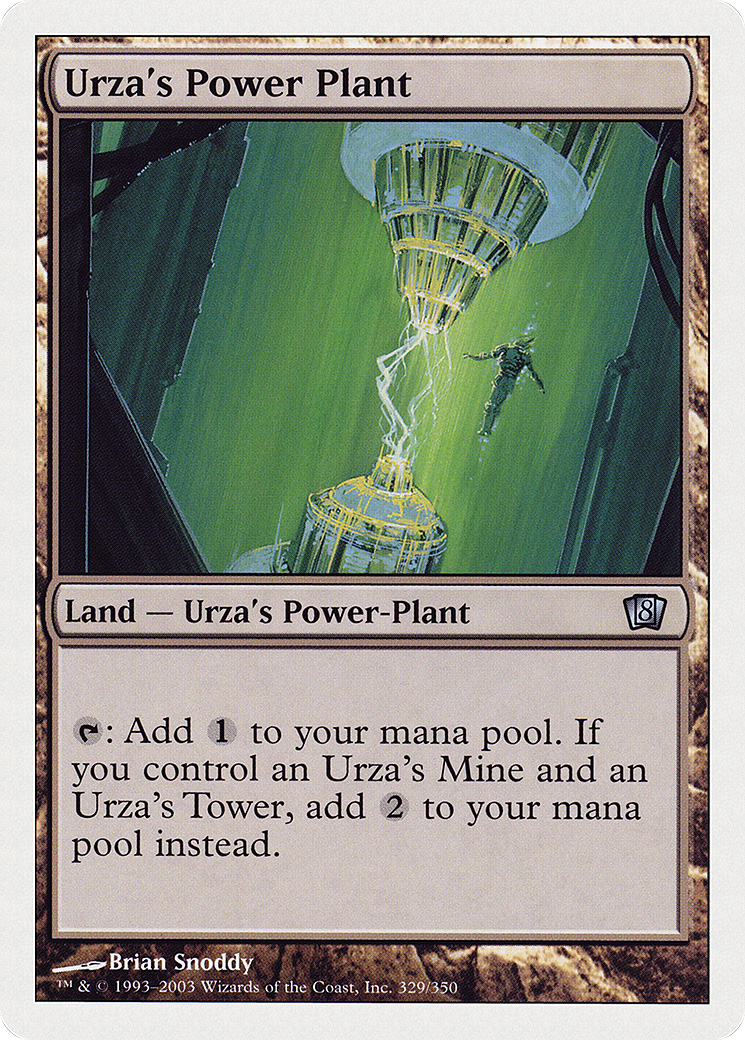 Urza's Power Plant
Land — Urza's Power-Plant
8
: Add 1 to your mana pool. If
you control an Urza's Mine and an
Urza's Tower, add 2 to your mana
pool instead.
Brian Snoddy
™ & © 1993–2003 Wizards of the Coast, Inc. 329/350